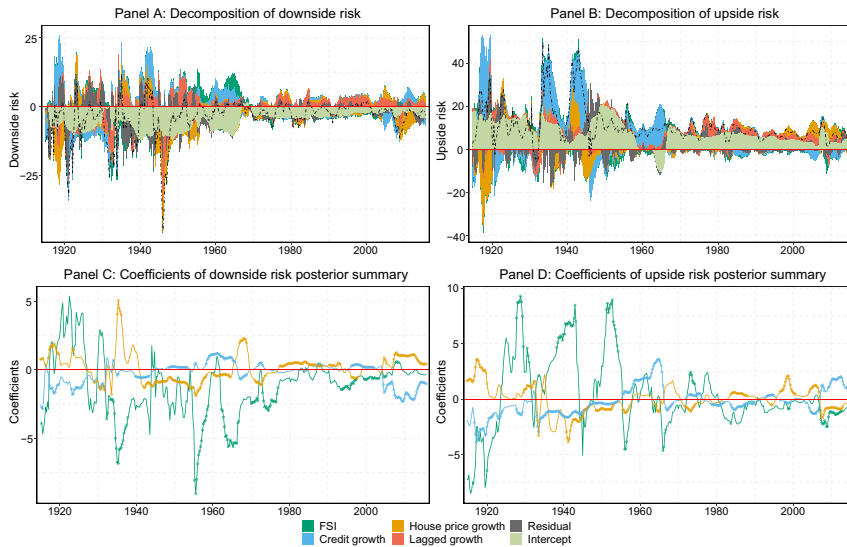 Panel A: Decomposition of downside risk
Panel B: Decomposition of upside risk
Downside risk
25
0
−25
1920
1940
1960
1980
2000
Upside risk
40
20
0
−20
−40
1920
1940
1960
1980
2000
Panel C: Coefficients of downside risk posterior summary
Panel D: Coefficients of upside risk posterior summary
Coefficients
5
0
−5
1920
1940
1960
1980
2000
Coefficients
10
5
0
−5
1920
1940
1960
1980
2000
FSI
House price growth
Residual
Credit growth
Lagged growth
Intercept